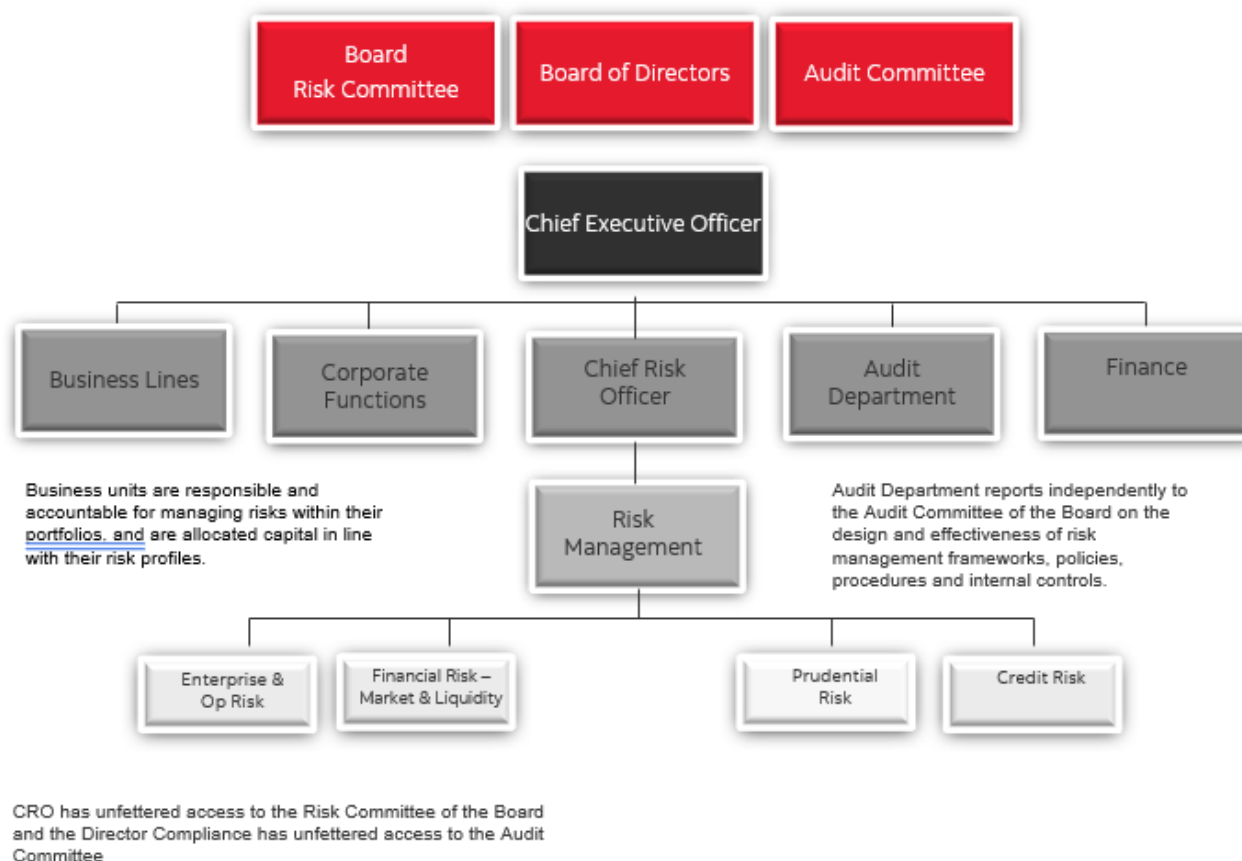 Board
Risk Committee
Board of Directors
Audit Committee
Chief Executive Officer
Business Lines
Corporate
Functions
Chief Risk
Officer
Audit
Department
Finance
Business units are responsible and
accountable for managing risks within their
portfolios. and are allocated capital in line
with their risk profiles.
Risk
Management
Audit Department reports independently to
the Audit Committee of the Board on the
design and effectiveness of risk
management frameworks, policies,
procedures and internal controls.
Enterprise &
Op Risk
Financial Risk –
Market & Liquidity
Prudential
Risk
Credit Risk
CRO has unfettered access to the Risk Committee of the Board
and the Director Compliance has unfettered access to the Audit
Committee